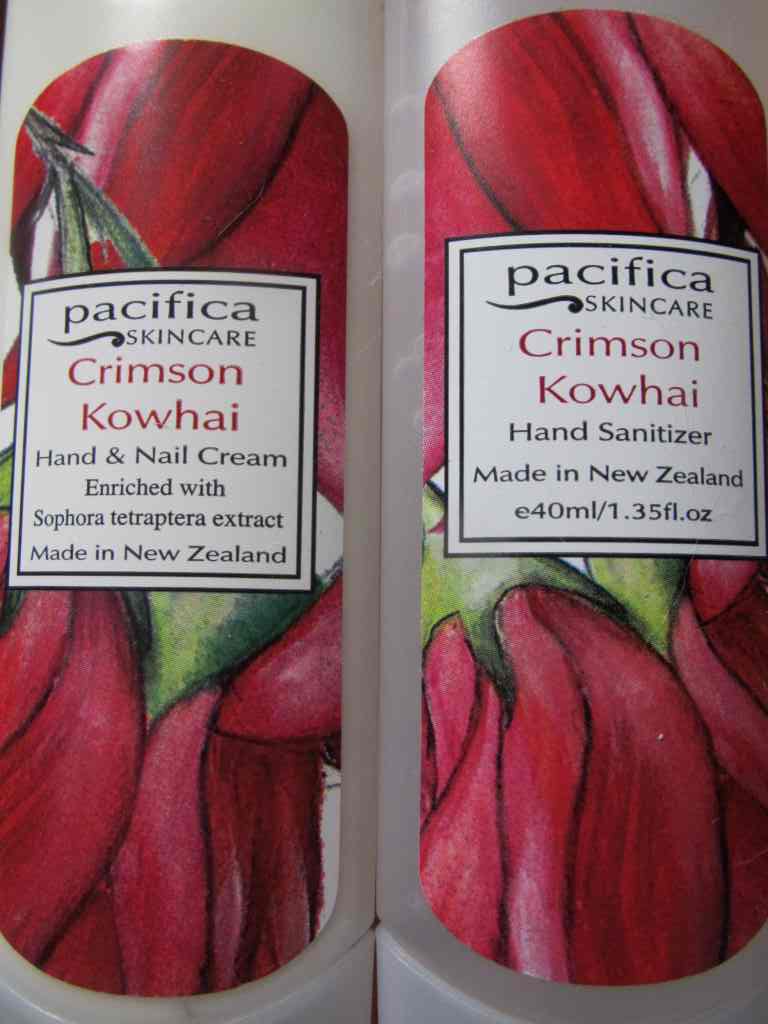 pacifica
SKINCARE
Crimson
Kowhai
Hand & Nail Cream
Enriched with
Sophora tetraptera extract
Made in New Zealand
pacifica
SKINCARE
Crimson
Kowhai
Hand Sanitizer
Made in New Zealand
e40ml/1.35fl.oz